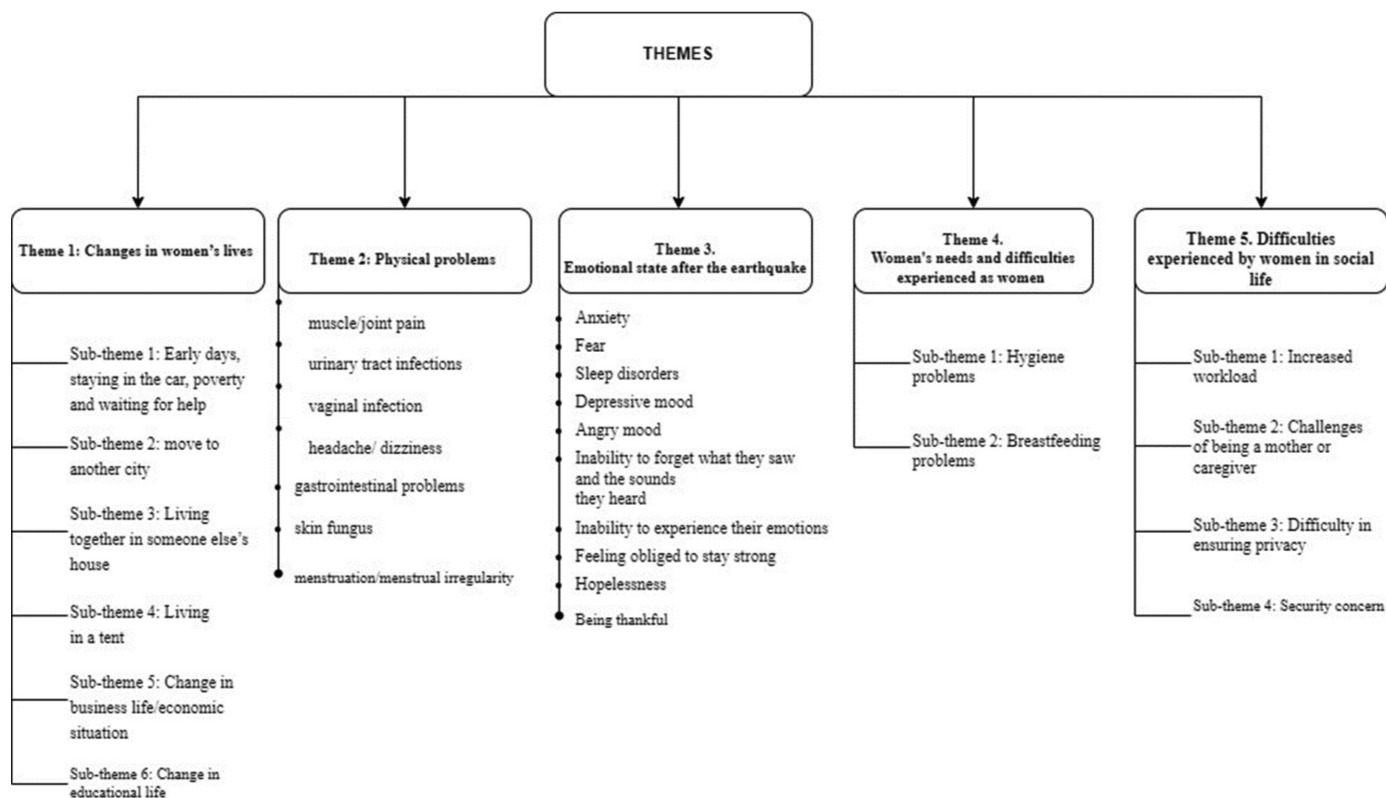 THEMES
Theme 1: Changes in women's lives
Sub-theme 1: Early days,
staying in the car, poverty
and waiting for help
Sub-theme 2: move to
another city
Sub-theme 3: Living
together in someone else's
house
Sub-theme 4: Living
in a tent
Sub-theme 5: Change in
business life/economic
situation
Sub-theme 6: Change in
educational life
Theme 2: Physical problems
muscle/joint pain
urinary tract infections
vaginal infection
headache/ dizziness
gastrointestinal problems
skin fungus
menstruation/menstrual irregularity
Theme 3.
Emotional state after the earthquake
Anxiety
Fear
Sleep disorders
Depressive mood
Angry mood
Inability to forget what they saw
and the sounds
they heard
Inability to experience their emotions
Feeling obliged to stay strong
Hopelessness
Being thankful
Theme 4.
Women's needs and difficulties
experienced as women
Sub-theme 1: Hygiene
problems
Sub-theme 2: Breastfeeding
problems
Theme 5. Difficulties
experienced by women in social
life
Sub-theme 1: Increased
workload
Sub-theme 2: Challenges
of being a mother or
caregiver
Sub-theme 3: Difficulty in
ensuring privacy
Sub-theme 4: Security concern